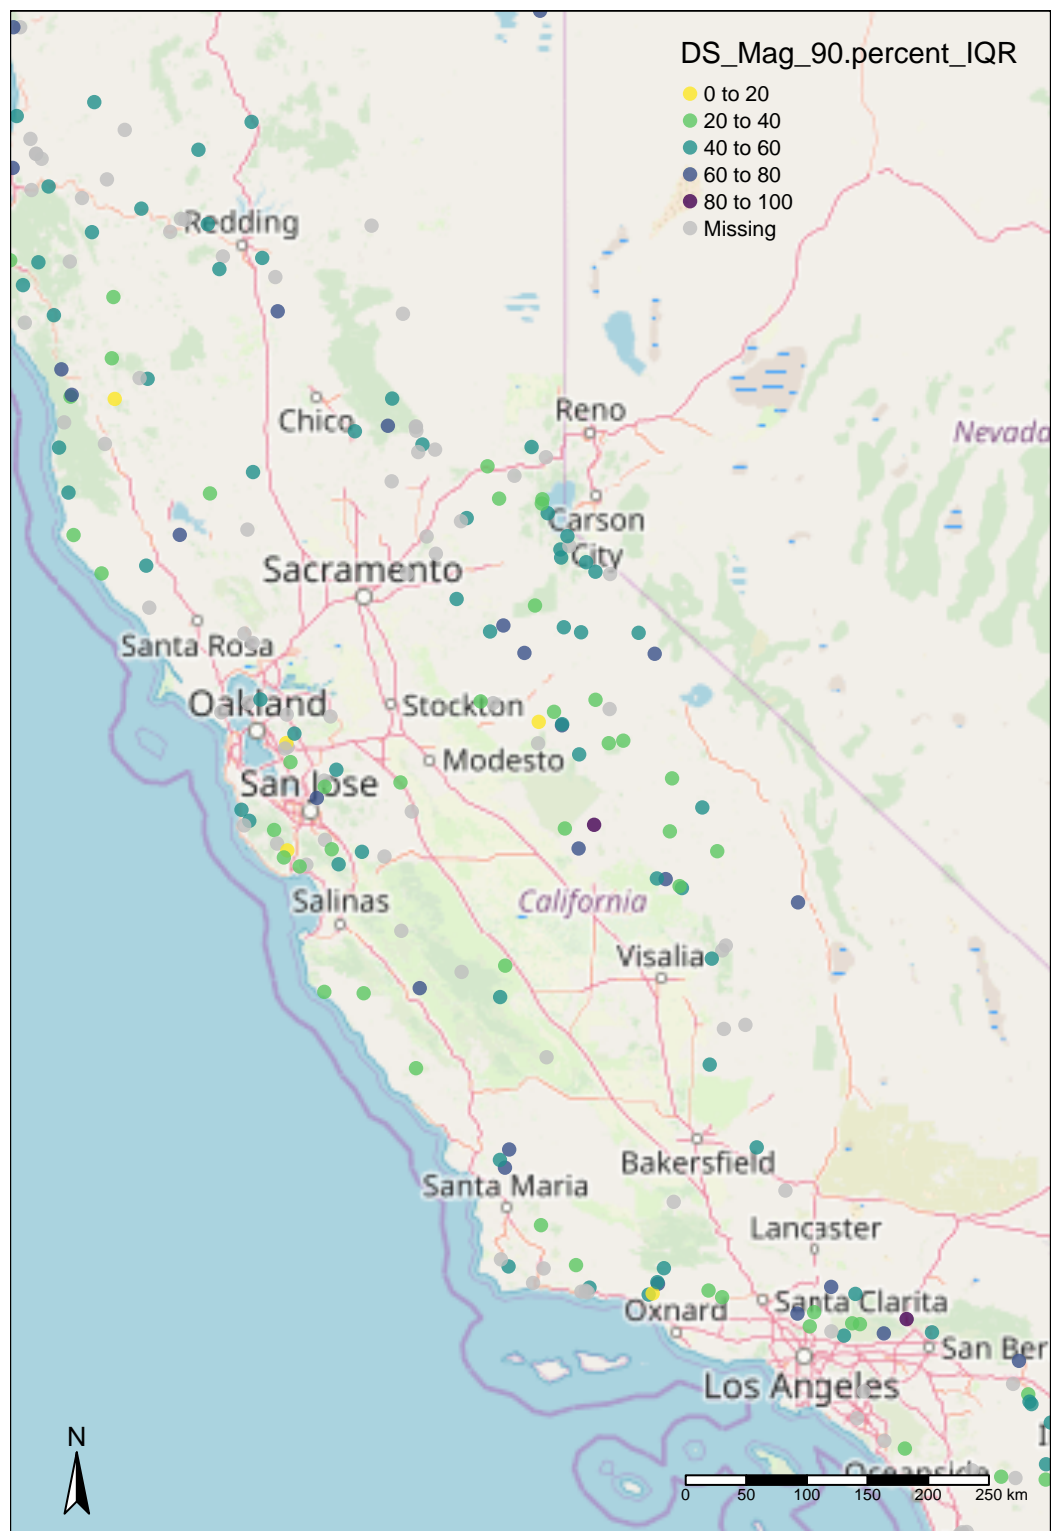 DS_Mag_90.percent_IQR
0 to 20
20 to 40
40 to 60
60 to 80
80 to 100
Missing
Redding
Reno
Chico
Nevada
Carson
City
Sacramento
Santa Rosa
Oakland
Stockton
Modesto
San Jose
Salinas
California
Visalia
Bakersfield
Santa Maria
Lancaster
Santa Clarita
Oxnard
San Ber
Los Angeles
N
I
Oceanside
0 50 100 150 200 250 km